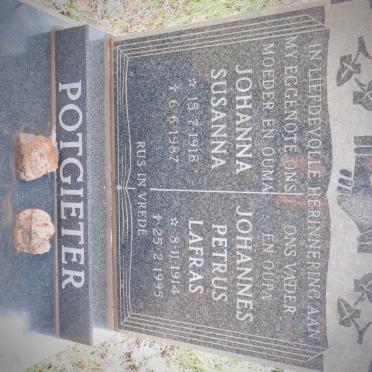 IN LIEFDEVOLLE HERINNERING AAN
MY EGGENOTE ONS
MOEDER EN OUMA
JOHANNA
SUSANNA
☆ 15·7·1918
✝ 6·6·1987
ONS VADER
EN OUPA
JOHANNES
PETRUS
LAFRAS
☆ 8·11·1914
✝ 25·2·1995
RUS IN VREDE
POTGIETER